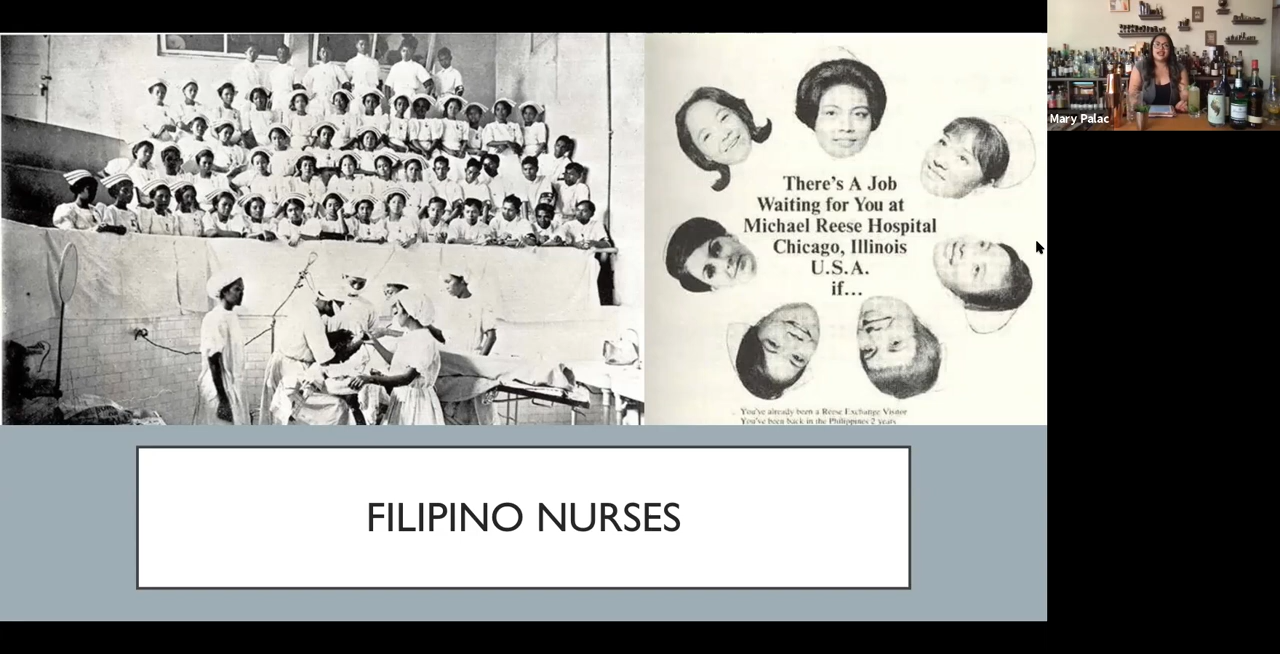 Mary Palac
There's A Job
Waiting for You at
Michael Reese Hospital
Chicago, Illinois
U.S.A.
if...
You've already been a Reese Exchange Visitor
You've been back in the Philippines 2 years
FILIPINO NURSES